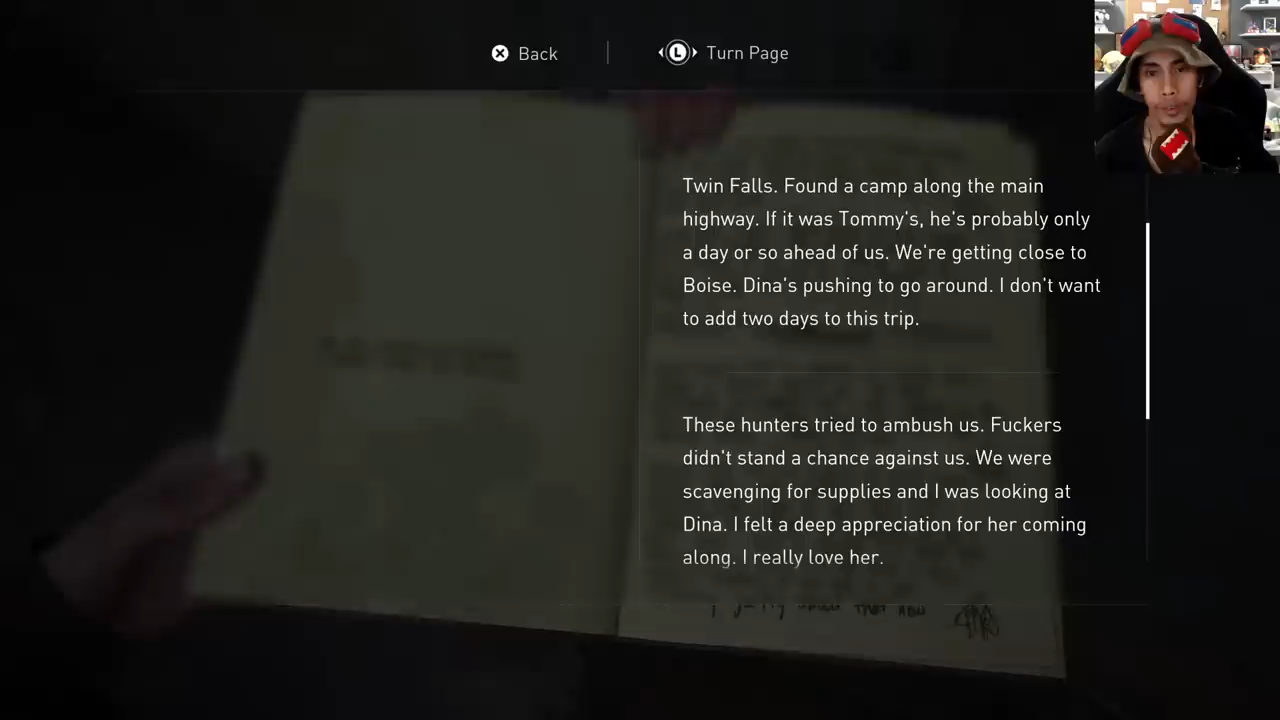 Back
Turn Page
Twin Falls. Found a camp along the main
highway. If it was Tommy's, he's probably only
a day or so ahead of us. We're getting close to
Boise. Dina's pushing to go around. I don't want
to add two days to this trip.
These hunters tried to ambush us. Fuckers
didn't stand a chance against us. We were
scavenging for supplies and I was looking at
Dina. I felt a deep appreciation for her coming
along. I really love her.